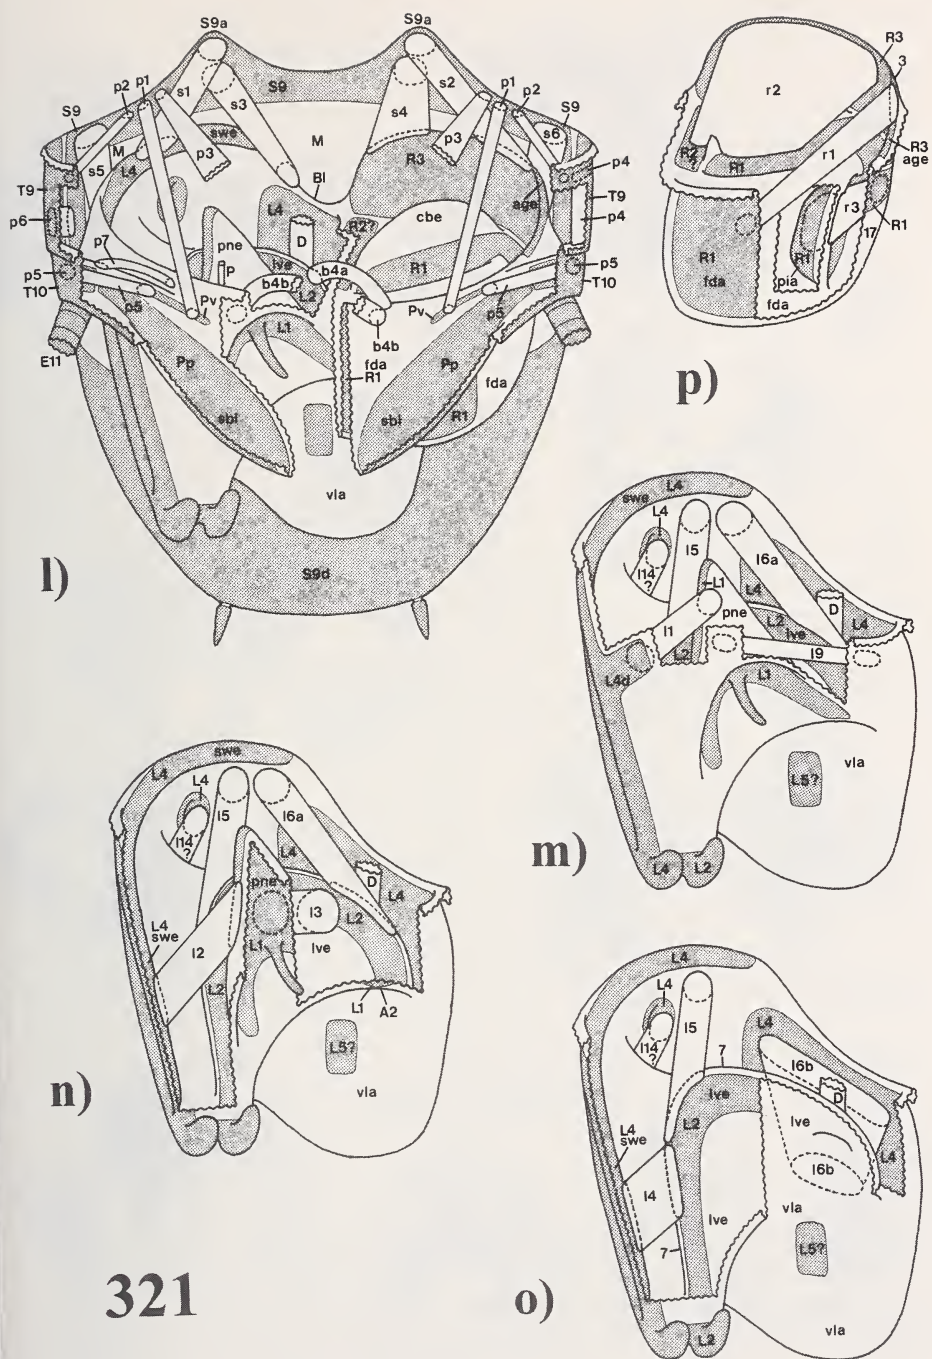 S9a S9a
p2 p1 s1 s3 S9 s4 s2 p1 p2
S9 S9
s5 M L4 swe p3 M p3 s6
T9 Bl R3 age p4
p6 L4 R2? cbe T9
p7 pne D p4
p5 P lve b4a R1 p5
T10 p5 Pv b4b L2 Pv p5 T10
L1 b4b
E11 Pp fda R1 Pp fda
sbl sbl R1
vla
S9d
l)
R3
3
r2
R3
age
R2? R1 r1
r3
R1
17
R1
fda
pia R1
fda
p)
swe L4
L4
l14
?
l5 l6a
L1 L4 D
l1 pne L2 lve L4
L2 l9
L4d L1
L5? vla
L4 L2
m)
swe
L4 L4
l14
?
l5 l6a
L4
pne D L4
l3 L2
L4
swe
l2 L1 lve
L2
L1 A2
L5?
vla
n)
L4
L4
l14
?
l5 L4
7 l6b
lve D
L2 lve
L4
swe
L4
l6b
l4 vla
lve
7 L5?
vla
L2
o)
321